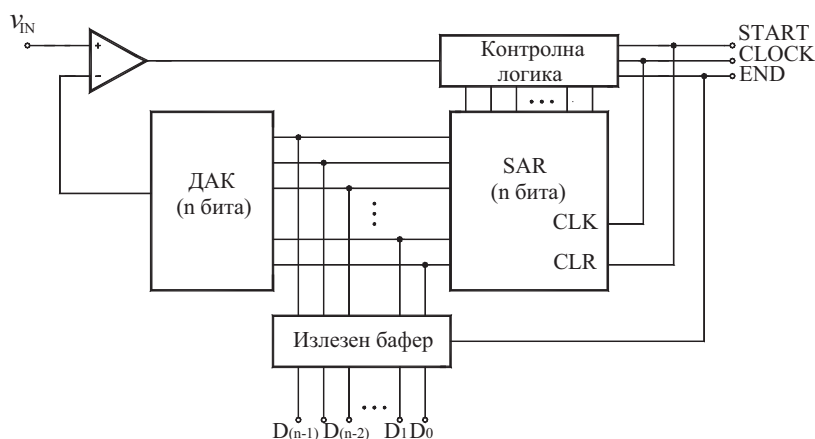 v_IN
+
−
Контролна
логика
START
CLOCK
END
ДАК
(n бита)
SAR
(n бита)
CLK
CLR
Излезен бафер
D(n-1) D(n-2) D1 D0